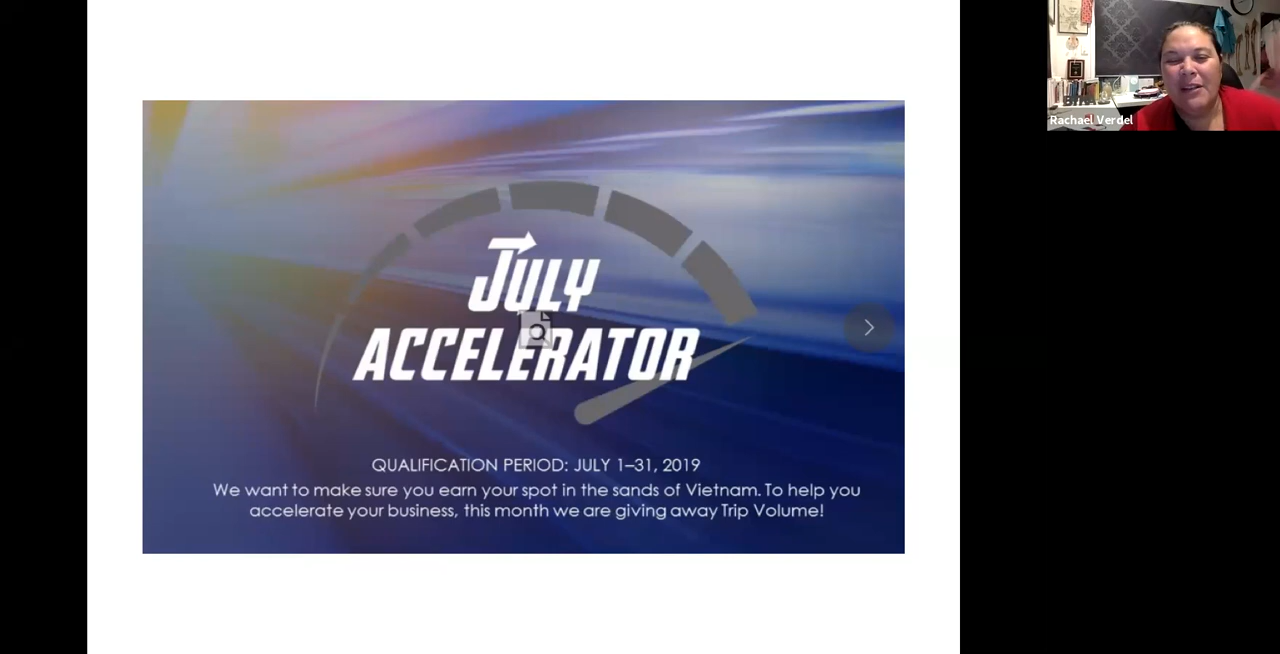 Rachael Verdel
JULY
ACCELERATOR
QUALIFICATION PERIOD: JULY 1–31, 2019
We want to make sure you earn your spot in the sands of Vietnam. To help you
accelerate your business, this month we are giving away Trip Volume!